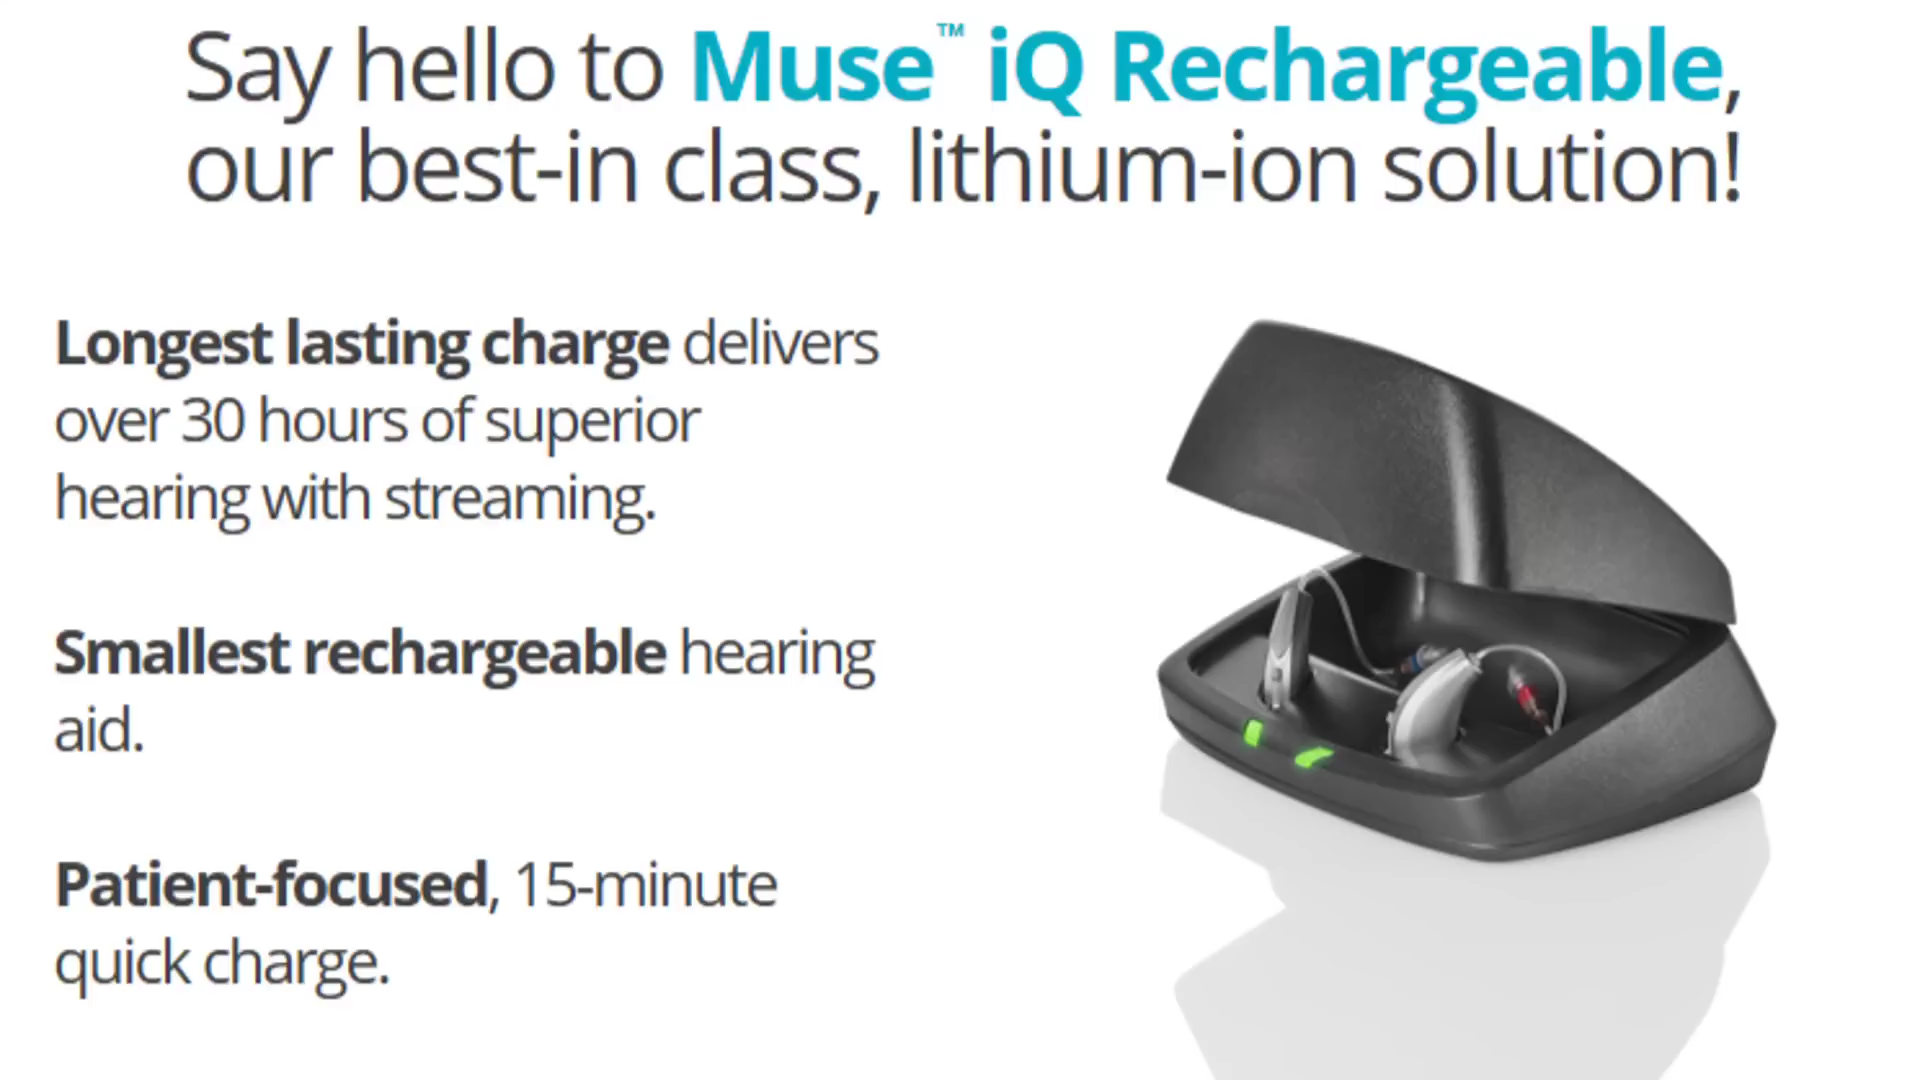 Say hello to Muse™ iQ Rechargeable,
our best-in class, lithium-ion solution!
Longest lasting charge delivers
over 30 hours of superior
hearing with streaming.
Smallest rechargeable hearing
aid.
Patient-focused, 15-minute
quick charge.